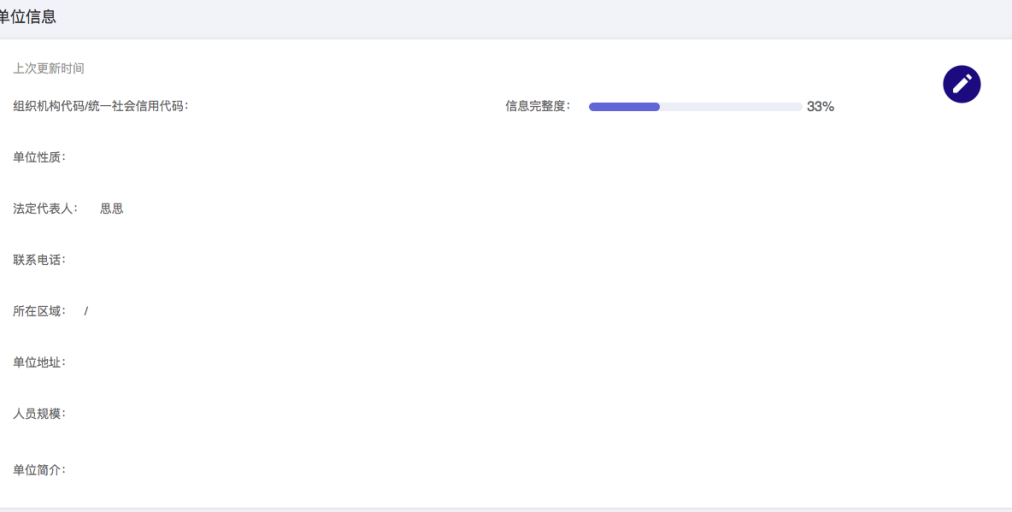 单位信息
上次更新时间
组织机构代码/统一社会信用代码：
信息完整度： 33%
单位性质：
法定代表人： 思思
联系电话：
所在区域： /
单位地址：
人员规模：
单位简介：